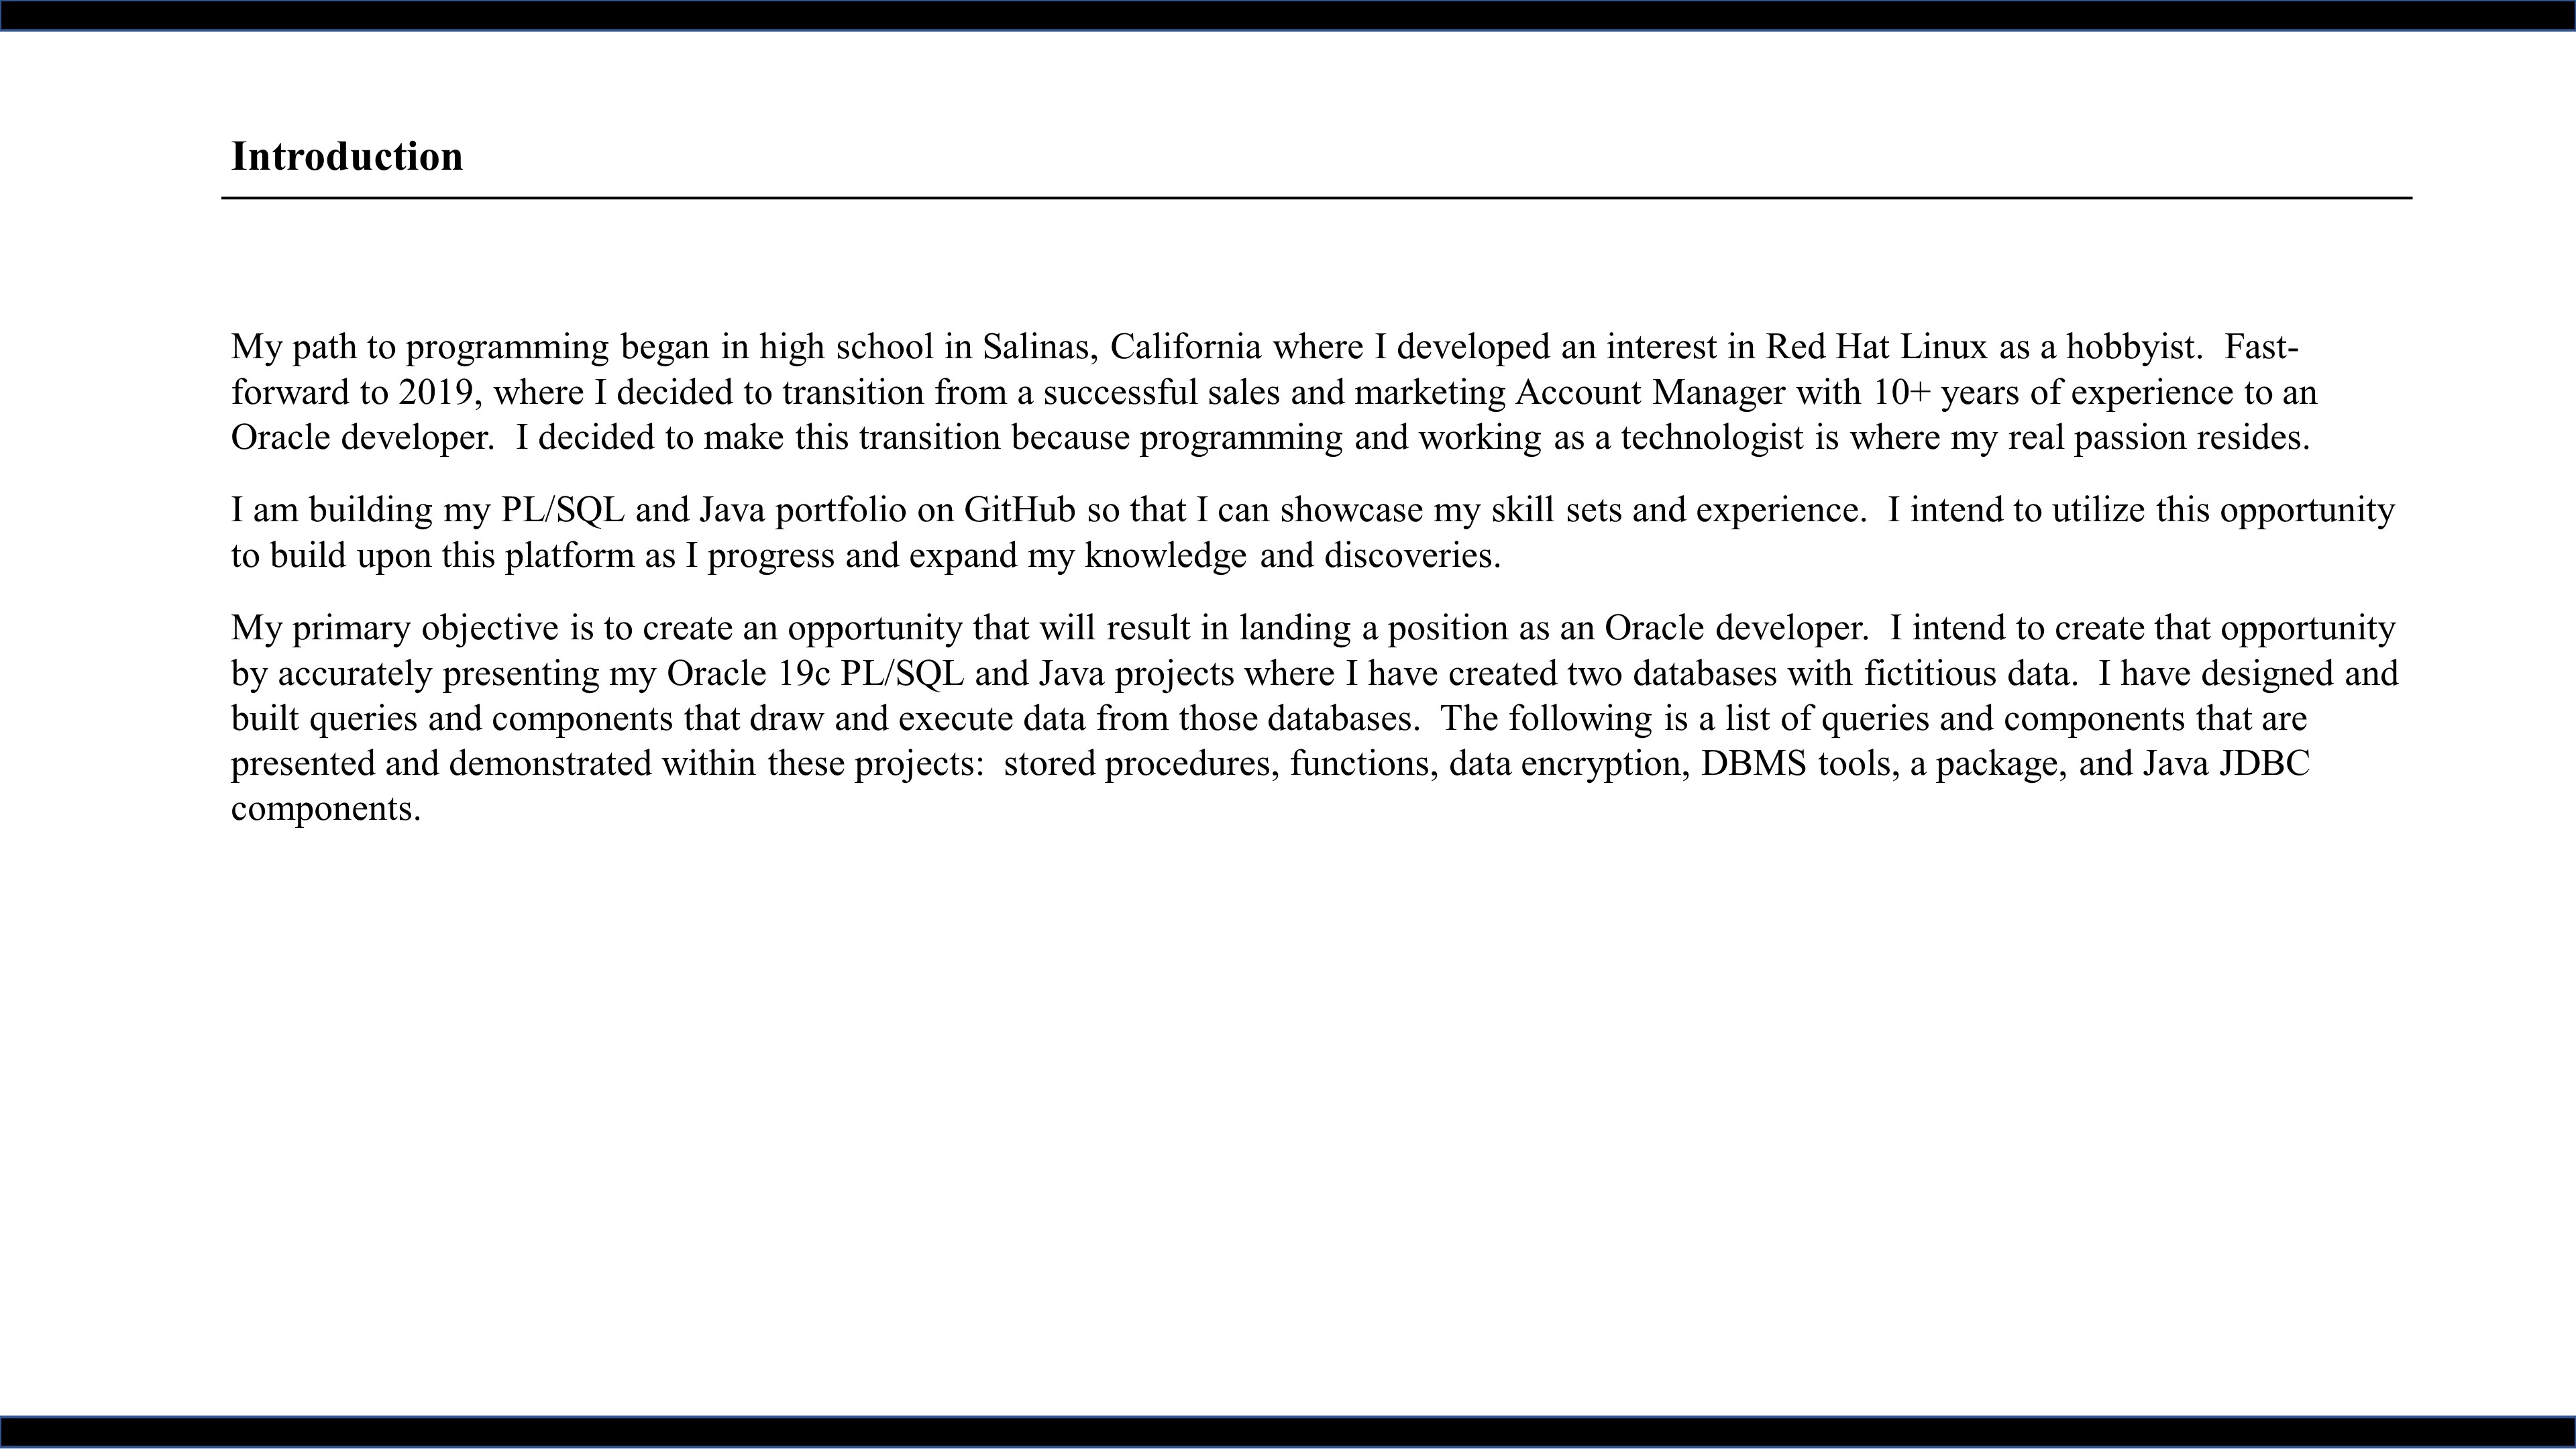 Introduction
My path to programming began in high school in Salinas, California where I developed an interest in Red Hat Linux as a hobbyist.  Fast-
forward to 2019, where I decided to transition from a successful sales and marketing Account Manager with 10+ years of experience to an
Oracle developer.  I decided to make this transition because programming and working as a technologist is where my real passion resides.
I am building my PL/SQL and Java portfolio on GitHub so that I can showcase my skill sets and experience.  I intend to utilize this opportunity
to build upon this platform as I progress and expand my knowledge and discoveries.
My primary objective is to create an opportunity that will result in landing a position as an Oracle developer.  I intend to create that opportunity
by accurately presenting my Oracle 19c PL/SQL and Java projects where I have created two databases with fictitious data.  I have designed and
built queries and components that draw and execute data from those databases.  The following is a list of queries and components that are
presented and demonstrated within these projects:  stored procedures, functions, data encryption, DBMS tools, a package, and Java JDBC
components.